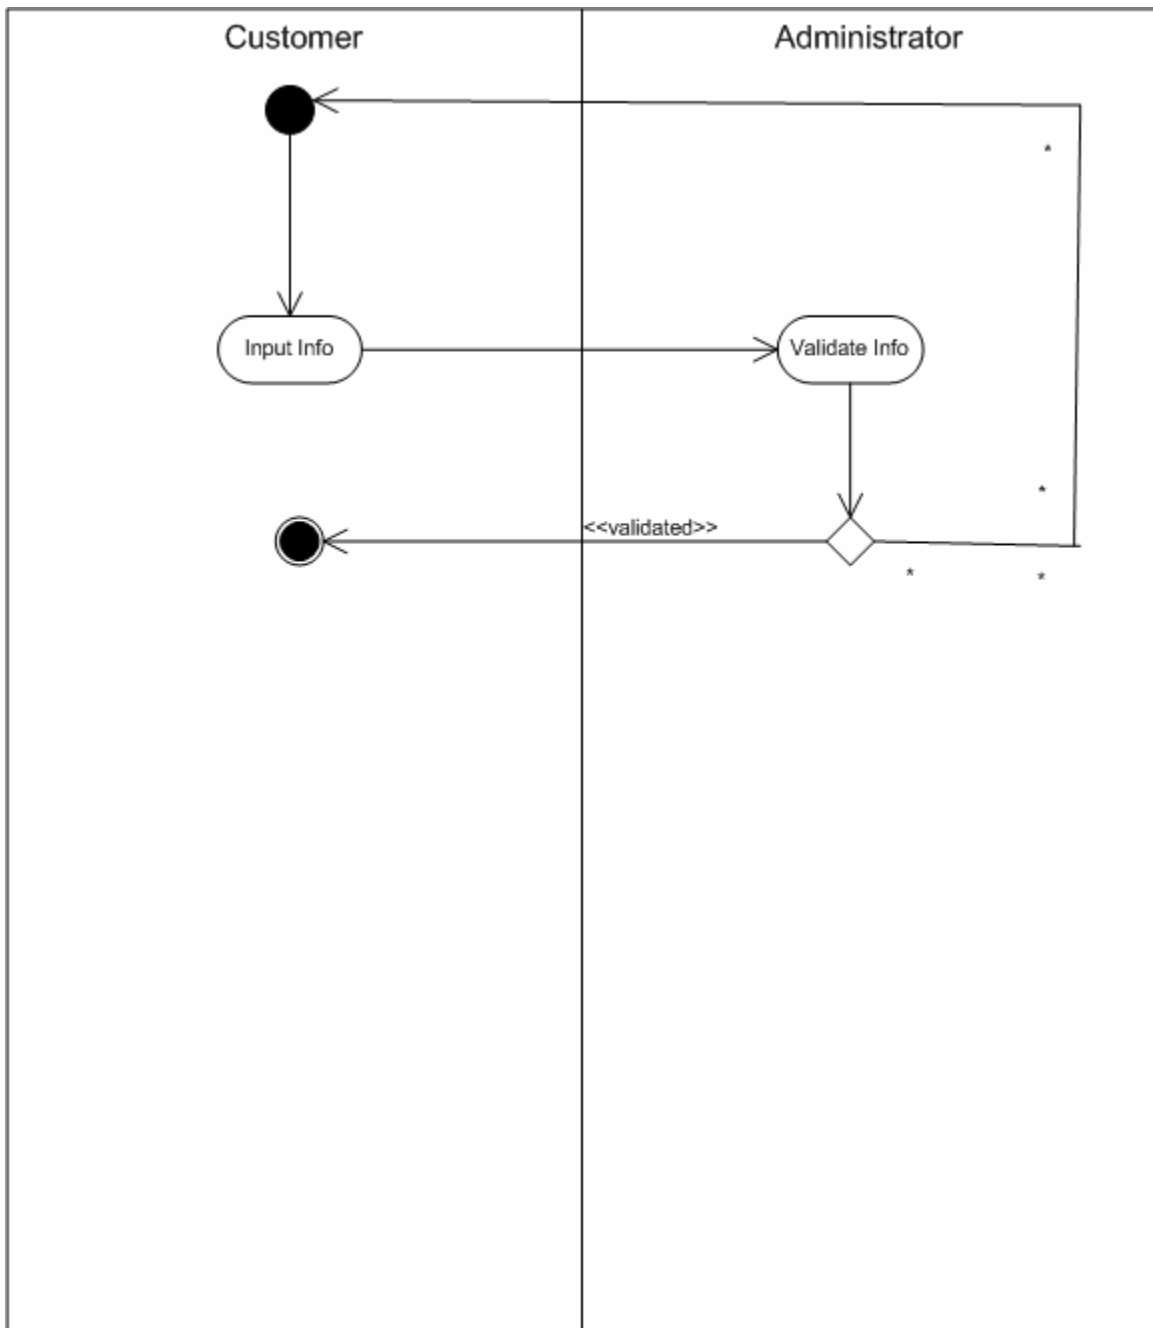 Customer
Administrator
*
Input Info
Validate Info
*
<<validated>>
*
*